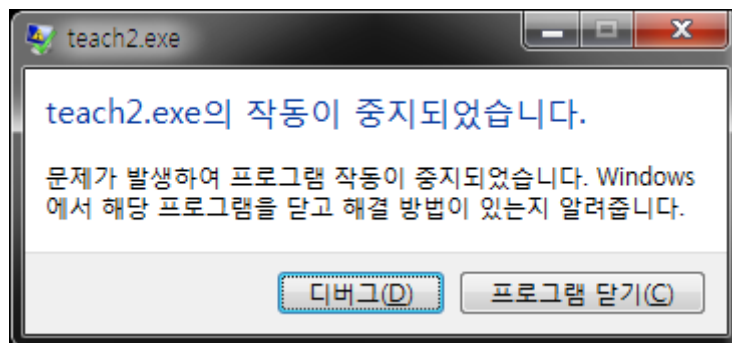 teach2.exe
teach2.exe의 작동이 중지되었습니다.
문제가 발생하여 프로그램 작동이 중지되었습니다. Windows
에서 해당 프로그램을 닫고 해결 방법이 있는지 알려줍니다.
디버그(D) 프로그램 닫기(C)